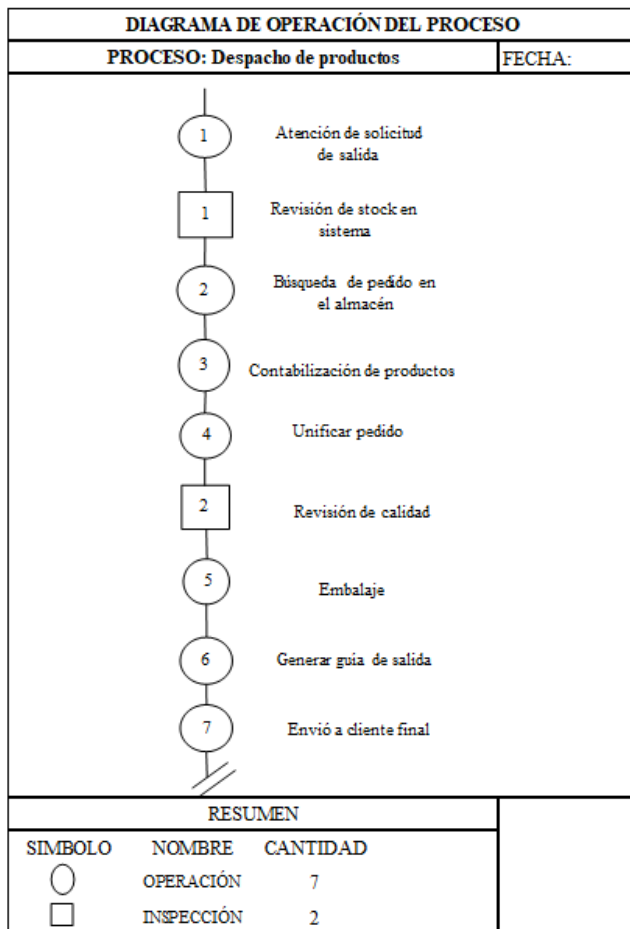 DIAGRAMA DE OPERACIÓN DEL PROCESO
PROCESO: Despacho de productos
FECHA:
1
Atención de solicitud
de salida
1
Revisión de stock en
sistema
2
Búsqueda de pedido en
el almacén
3
Contabilización de productos
4
Unificar pedido
2
Revisión de calidad
5
Embalaje
6
Generar guia de salida
7
Envió a cliente final
RESUMEN
SIMBOLO NOMBRE CANTIDAD
OPERACIÓN 7
INSPECCIÓN 2